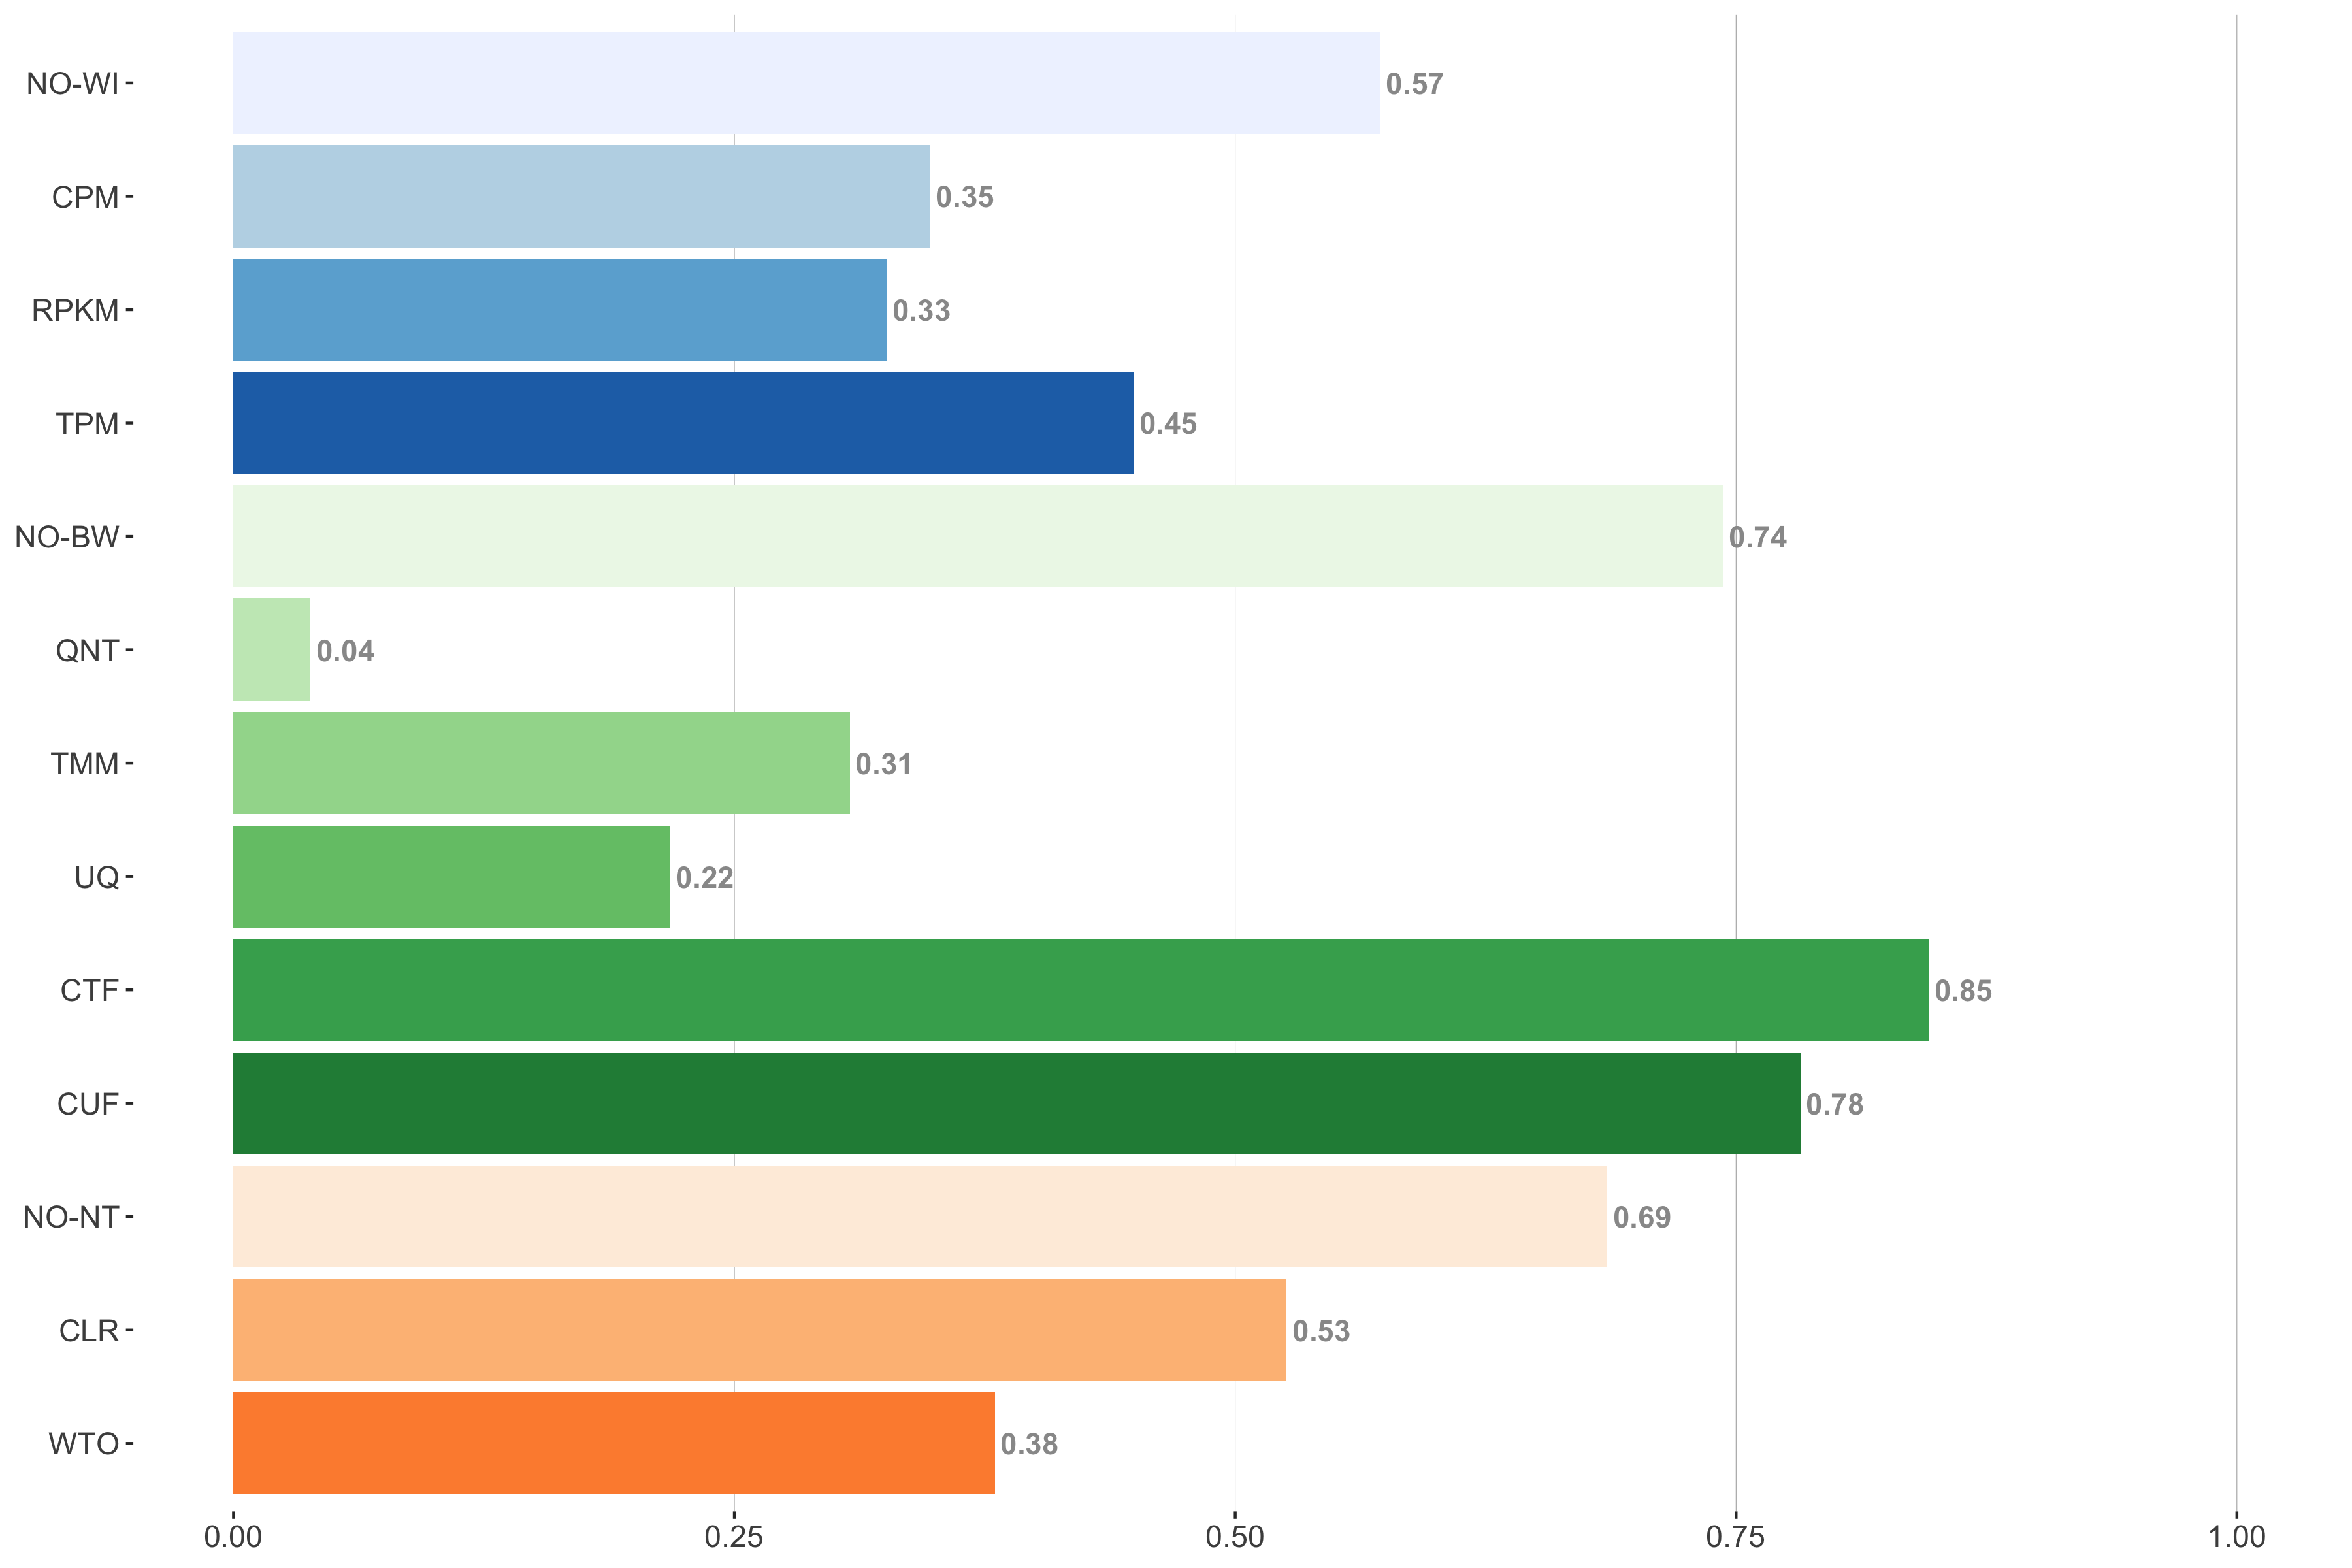 NO-WI 0.57
CPM 0.35
RPKM 0.33
TPM 0.45
NO-BW 0.74
QNT 0.04
TMM 0.31
UQ 0.22
CTF 0.85
CUF 0.78
NO-NT 0.69
CLR 0.53
WTO 0.38
0.00 0.25 0.50 0.75 1.00